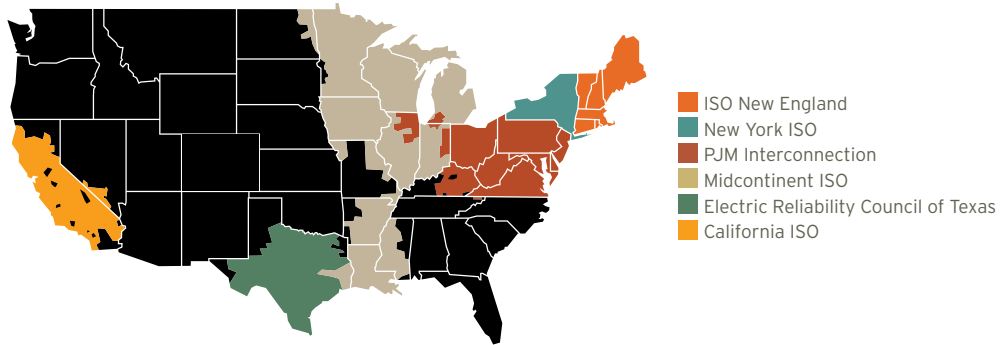 ISO New England
New York ISO
PJM Interconnection
Midcontinent ISO
Electric Reliability Council of Texas
California ISO